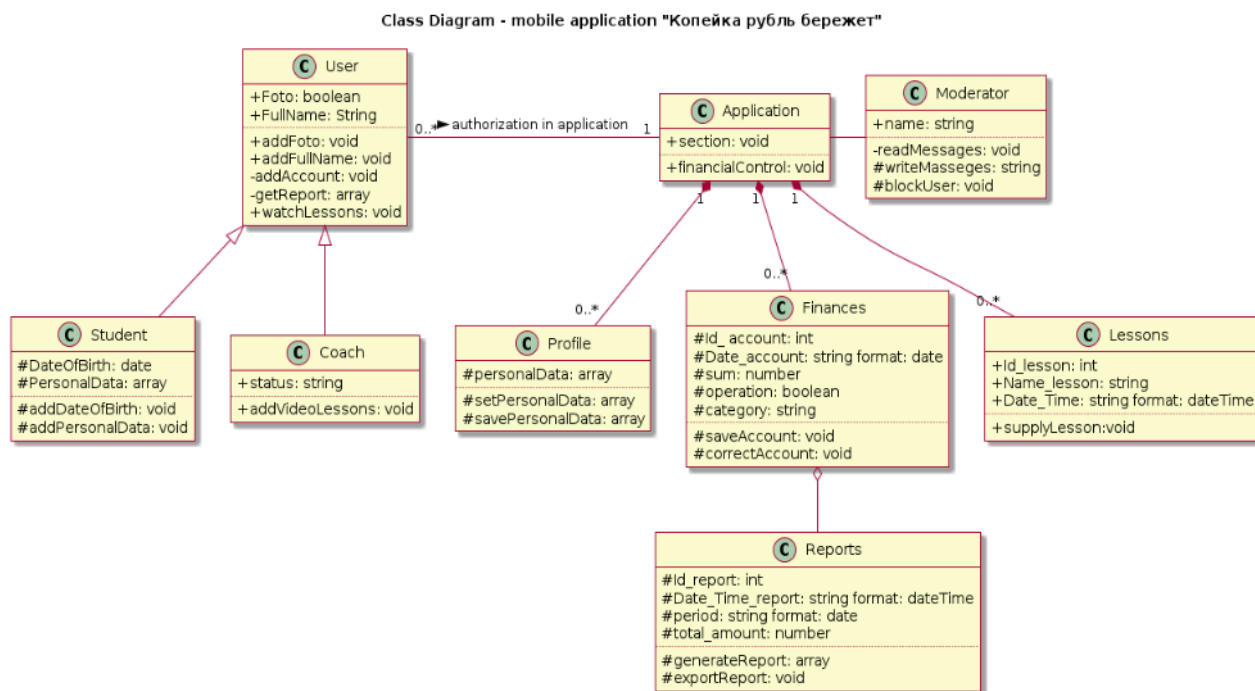 Class Diagram - mobile application "Копейка рубль бережет"
C User
+Foto: boolean
+FullName: String
+addFoto: void
+addFullName: void
-addAccount: void
-getReport: array
+watchLessons: void
0..*
authorization in application
1
C Application
+section: void
+financialControl: void
C Moderator
+name: string
-readMessages: void
#writeMasseges: string
#blockUser: void
1
1
1
0..*
0..*
0..*
C Student
#DateOfBirth: date
#PersonalData: array
#addDateOfBirth: void
#addPersonalData: void
C Coach
+status: string
+addVideoLessons: void
C Profile
#personalData: array
#setPersonalData: array
#savePersonalData: array
C Finances
#Id_ account: int
#Date_account: string format: date
#sum: number
#operation: boolean
#category: string
#saveAccount: void
#correctAccount: void
C Lessons
+Id_lesson: int
+Name_lesson: string
+Date_Time: string format: dateTime
+supplyLesson:void
C Reports
#Id_report: int
#Date_Time_report: string format: dateTime
#period: string format: date
#total_amount: number
#generateReport: array
#exportReport: void